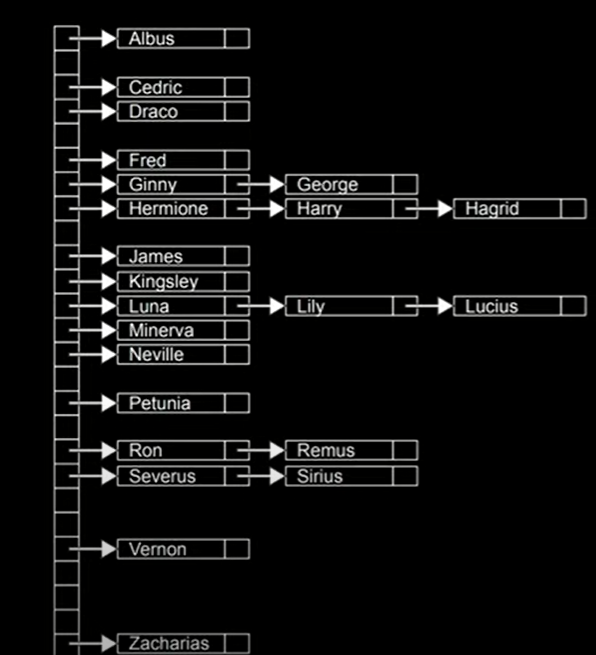 Albus
Cedric
Draco
Fred
Ginny George
Hermione Harry Hagrid
James
Kingsley
Luna Lily Lucius
Minerva
Neville
Petunia
Ron Remus
Severus Sirius
Vernon
Zacharias